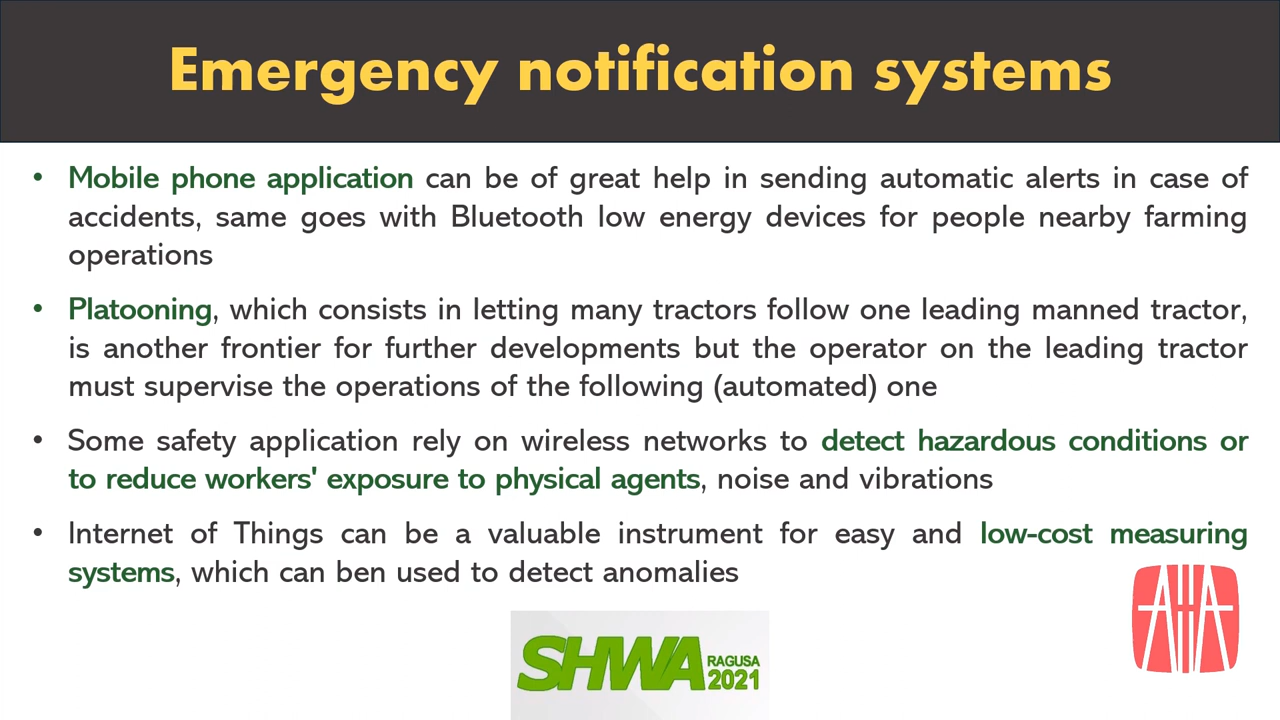 Emergency notification systems
• Mobile phone application can be of great help in sending automatic alerts in case of
accidents, same goes with Bluetooth low energy devices for people nearby farming
operations
• Platooning, which consists in letting many tractors follow one leading manned tractor,
is another frontier for further developments but the operator on the leading tractor
must supervise the operations of the following (automated) one
• Some safety application rely on wireless networks to detect hazardous conditions or
to reduce workers' exposure to physical agents, noise and vibrations
• Internet of Things can be a valuable instrument for easy and low-cost measuring
systems, which can ben used to detect anomalies
SHWA RAGUSA
2021